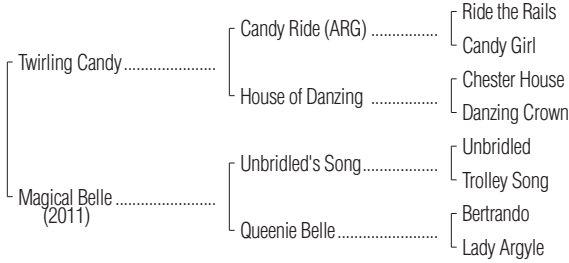 Ride the Rails
Candy Ride (ARG) ..................
Candy Girl
Twirling Candy.......................
Chester House
House of Danzing ..................
Danzing Crown
Unbridled
Unbridled's Song....................
Trolley Song
Magical Belle ..........................
(2011)
Bertrando
Queenie Belle...........................
Lady Argyle